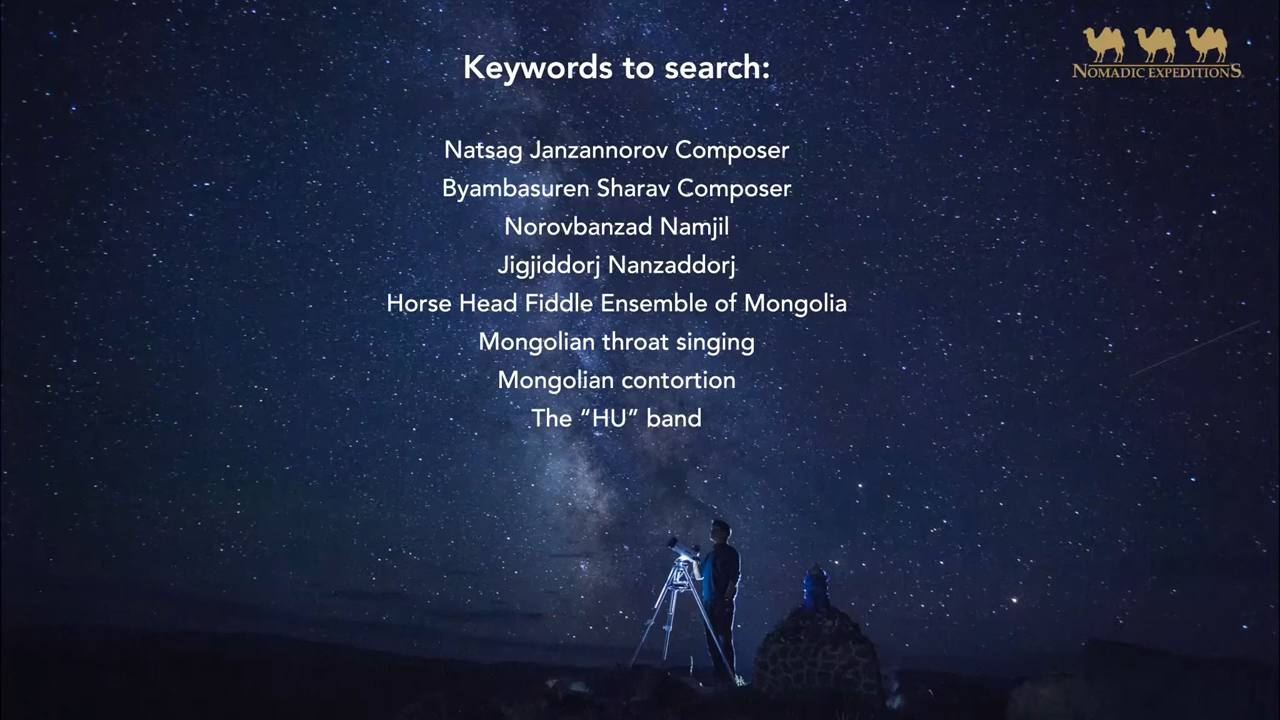 NOMADIC EXPEDITIONS
Keywords to search:
Natsag Janzannorov Composer
Byambasuren Sharav Composer
Norovbanzad Namjil
Jigjiddorj Nanzaddorj
Horse Head Fiddle Ensemble of Mongolia
Mongolian throat singing
Mongolian contortion
The “HU” band